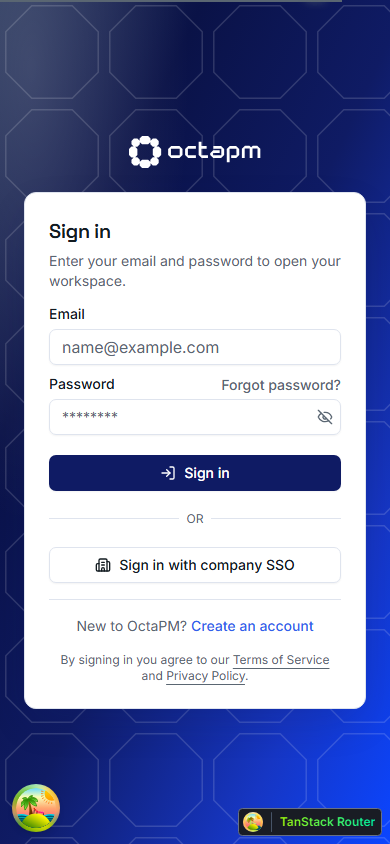 octapm
Sign in
Enter your email and password to open your
workspace.
Email
name@example.com
Password
Forgot password?
********
Sign in
OR
Sign in with company SSO
New to OctaPM? Create an account
By signing in you agree to our Terms of Service
and Privacy Policy.
TanStack Router